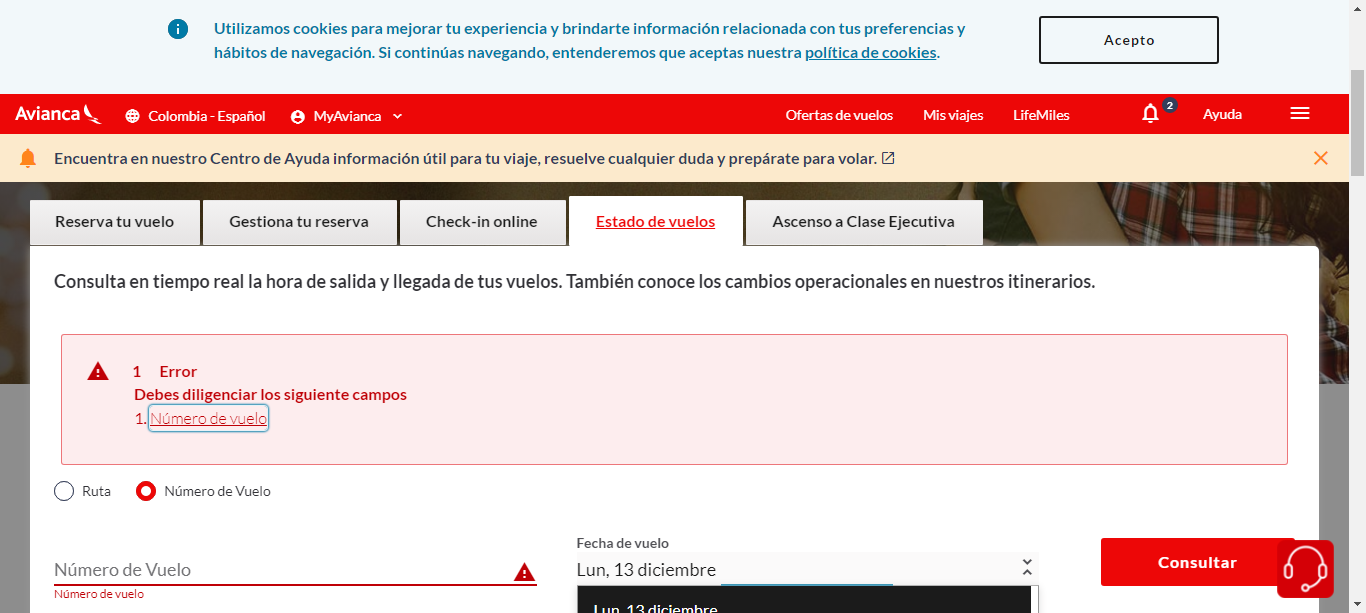 Utilizamos cookies para mejorar tu experiencia y brindarte información relacionada con tus preferencias y
hábitos de navegación. Si continúas navegando, entenderemos que aceptas nuestra política de cookies.
Acepto
Avianca
Colombia - Español
MyAvianca
Ofertas de vuelos
Mis viajes
LifeMiles
2
Ayuda
Encuentra en nuestro Centro de Ayuda información útil para tu viaje, resuelve cualquier duda y prepárate para volar.
Reserva tu vuelo
Gestiona tu reserva
Check-in online
Estado de vuelos
Ascenso a Clase Ejecutiva
Consulta en tiempo real la hora de salida y llegada de tus vuelos. También conoce los cambios operacionales en nuestros itinerarios.
1 Error
Debes diligenciar los siguiente campos
1. Número de vuelo
Ruta
Número de Vuelo
Fecha de vuelo
Número de Vuelo
Lun, 13 diciembre
Consultar
Número de vuelo
Lun, 13 diciembre